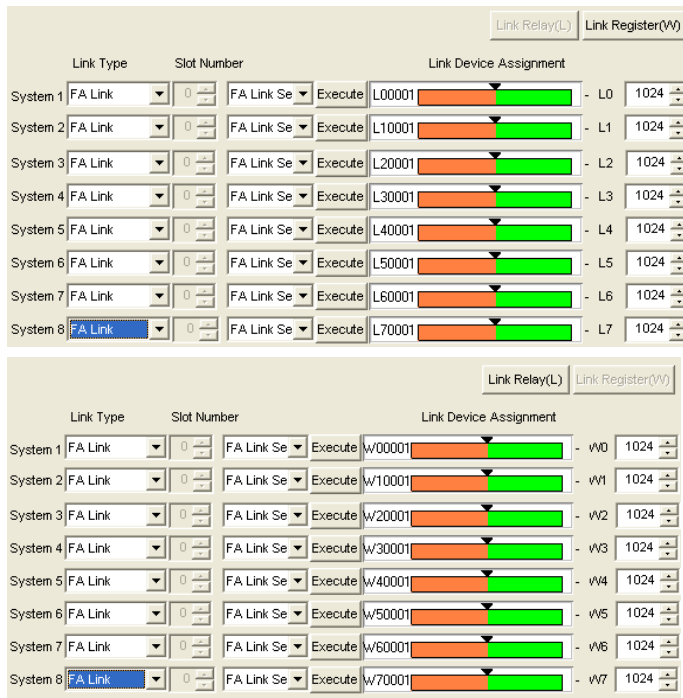 Link Relay(L) Link Register(W)
Link Type Slot Number Link Device Assignment
System 1 FA Link 0 FA Link Se Execute L00001 - L0 1024
System 2 FA Link 0 FA Link Se Execute L10001 - L1 1024
System 3 FA Link 0 FA Link Se Execute L20001 - L2 1024
System 4 FA Link 0 FA Link Se Execute L30001 - L3 1024
System 5 FA Link 0 FA Link Se Execute L40001 - L4 1024
System 6 FA Link 0 FA Link Se Execute L50001 - L5 1024
System 7 FA Link 0 FA Link Se Execute L60001 - L6 1024
System 8 FA Link 0 FA Link Se Execute L70001 - L7 1024
Link Relay(L) Link Register(W)
Link Type Slot Number Link Device Assignment
System 1 FA Link 0 FA Link Se Execute W00001 - W0 1024
System 2 FA Link 0 FA Link Se Execute W10001 - W1 1024
System 3 FA Link 0 FA Link Se Execute W20001 - W2 1024
System 4 FA Link 0 FA Link Se Execute W30001 - W3 1024
System 5 FA Link 0 FA Link Se Execute W40001 - W4 1024
System 6 FA Link 0 FA Link Se Execute W50001 - W5 1024
System 7 FA Link 0 FA Link Se Execute W60001 - W6 1024
System 8 FA Link 0 FA Link Se Execute W70001 - W7 1024